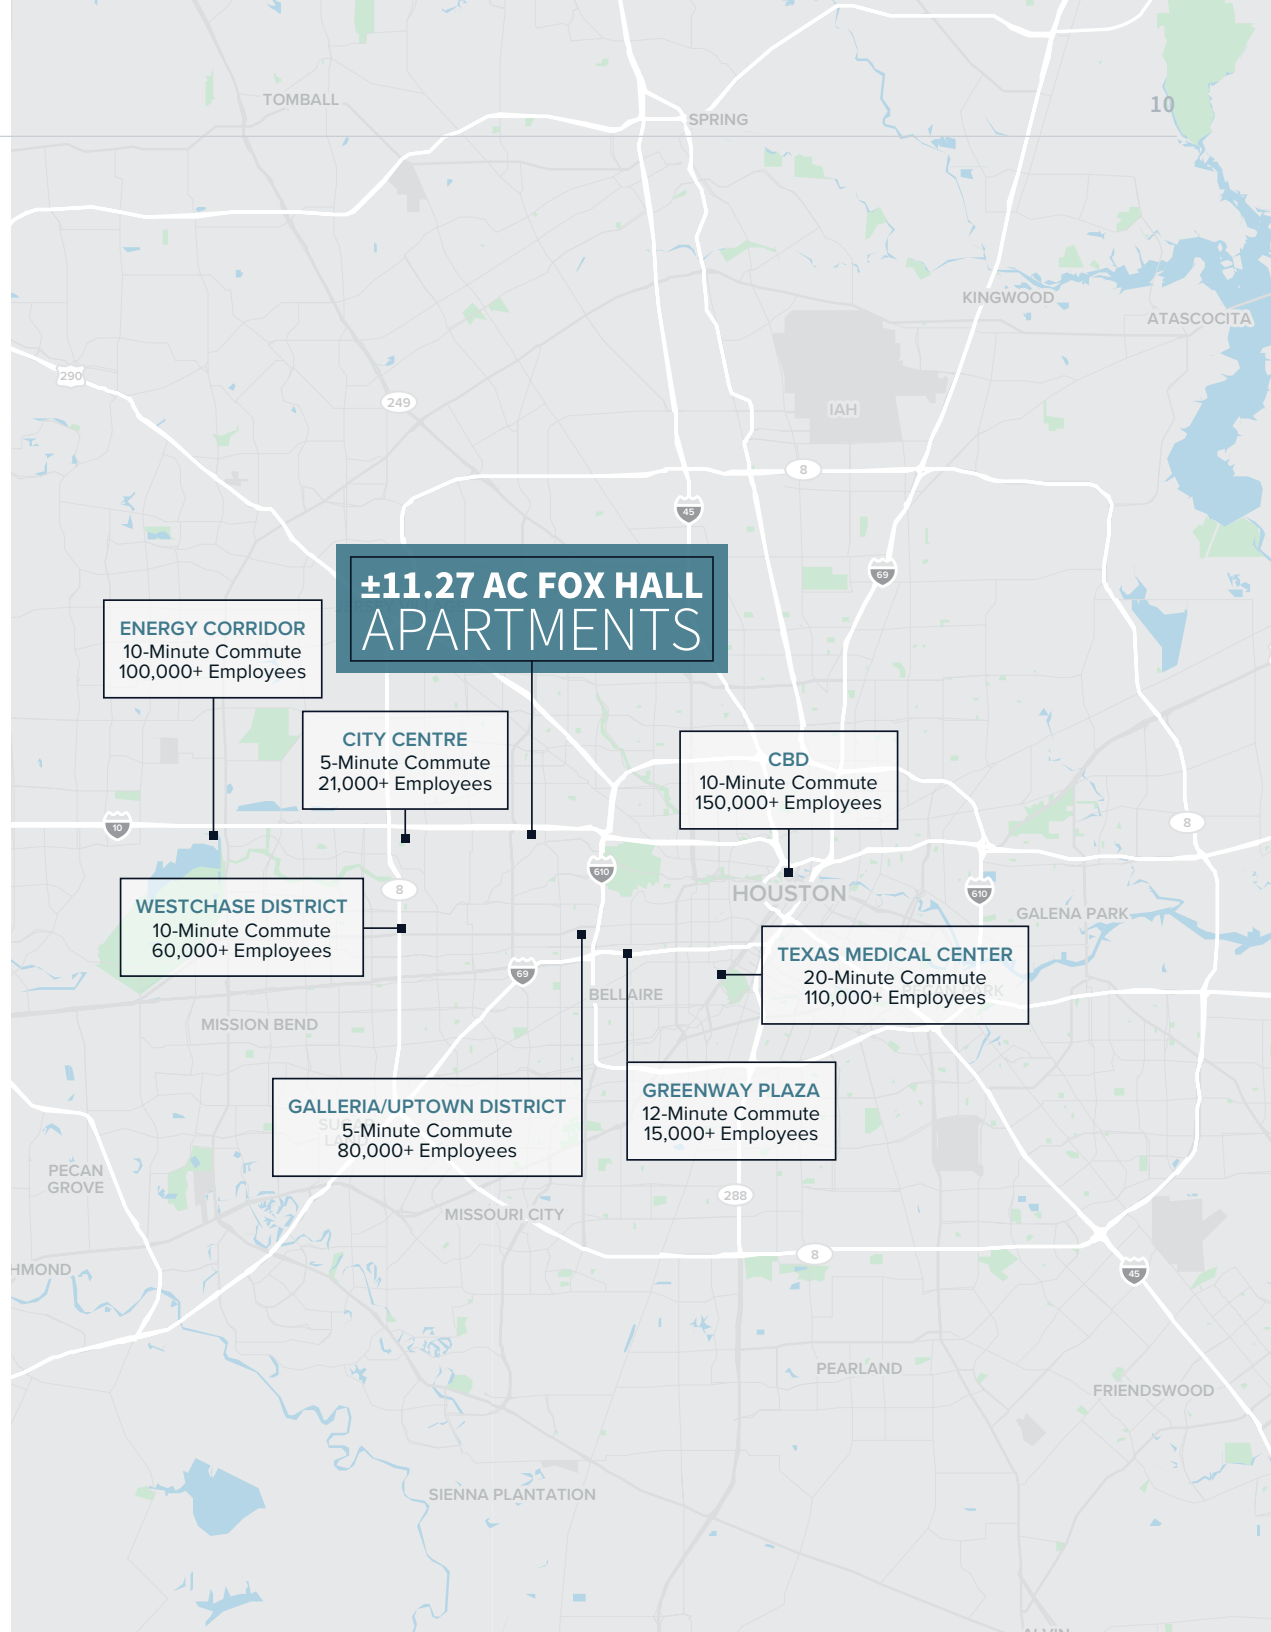 TOMBALL
10
SPRING
KINGWOOD
ATASCOCITA
290
249
IAH
8
45
69
±11.27 AC FOX HALL
APARTMENTS
ENERGY CORRIDOR
10-Minute Commute
100,000+ Employees
CITY CENTRE
5-Minute Commute
21,000+ Employees
CBD
10-Minute Commute
150,000+ Employees
10
8
610
8
610
HOUSTON
GALENA PARK
WESTCHASE DISTRICT
10-Minute Commute
60,000+ Employees
TEXAS MEDICAL CENTER
20-Minute Commute
110,000+ Employees
69
BELLAIRE
MISSION BEND
GALLERIA/UPTOWN DISTRICT
5-Minute Commute
80,000+ Employees
GREENWAY PLAZA
12-Minute Commute
15,000+ Employees
PECAN
GROVE
288
MISSOURI CITY
8
HMOND
45
PEARLAND
FRIENDSWOOD
SIENNA PLANTATION